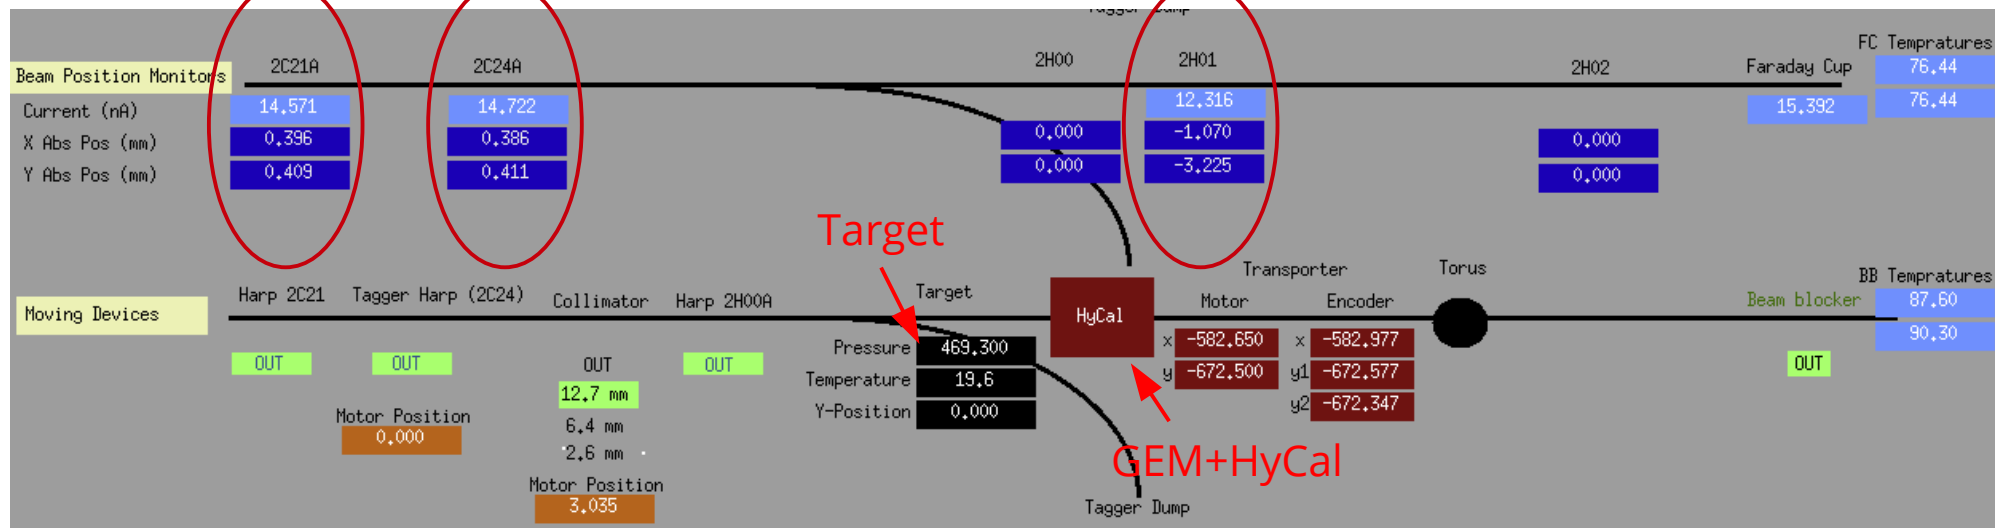 Tagger Dump
FC Tempratures
2C21A 2C24A 2H00 2H01 2H02 Faraday Cup 76.44
Beam Position Monitors
Current (nA) 14.571 14.722 12.316 15.392 76.44
X Abs Pos (mm) 0.396 0.386 0.000 -1.070 0.000
Y Abs Pos (mm) 0.409 0.411 0.000 -3.225 0.000
Target
Transporter Torus
BB Tempratures
Harp 2C21 Tagger Harp (2C24) Collimator Harp 2H00A Target Motor Encoder Beam blocker 87.60
Moving Devices HyCal
90.30
Pressure 469.300 x -582.650 x -582.977
OUT OUT OUT OUT OUT
Temperature 19.6 y -672.500 y1 -672.577
12.7 mm
Y-Position 0.000 y2 -672.347
Motor Position 6.4 mm
0.000 2.6 mm
GEM+HyCal
Motor Position
3.035
Tagger Dump